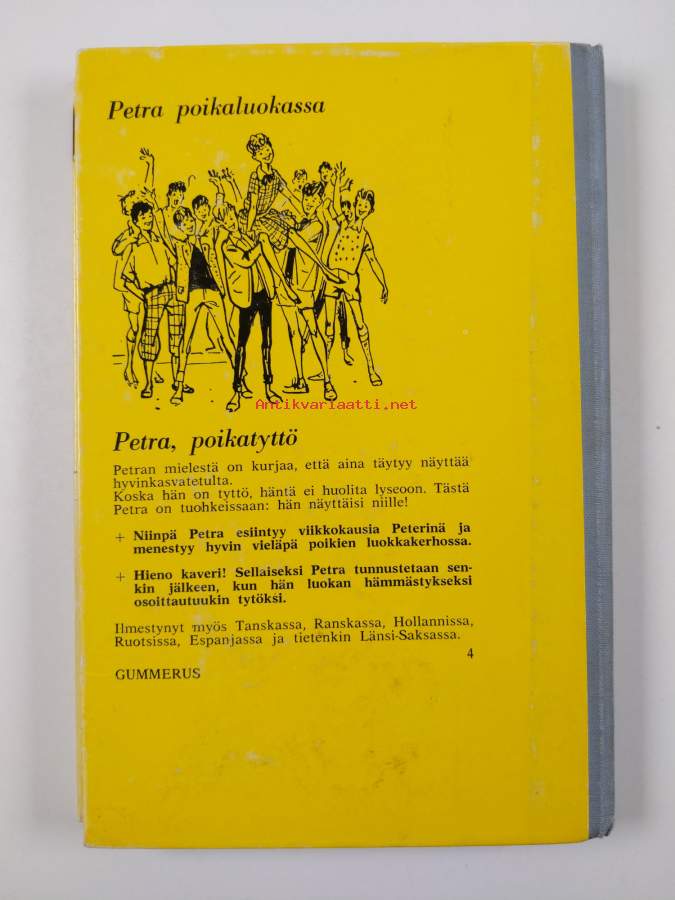 Petra poikaluokassa
Antikvariaatti.net
Petra, poikatyttö
Petran mielestä on kurjaa, että aina täytyy näyttää
hyvinkasvatetulta.
Koska hän on tyttö, häntä ei huolita lyseoon. Tästä
Petra on tuohkeissaan: hän näyttäisi niille!
+ Niinpä Petra esiintyy viikkokausia Peterinä ja
menestyy hyvin vieläpä poikien luokkakerhossa.
+ Hieno kaveri! Sellaiseksi Petra tunnustetaan sen-
kin jälkeen, kun hän luokan hämmästykseksi
osoittautuukin tytöksi.
Ilmestynyt myös Tanskassa, Ranskassa, Hollannissa,
Ruotsissa, Espanjassa ja tietenkin Länsi-Saksassa.
4
GUMMERUS